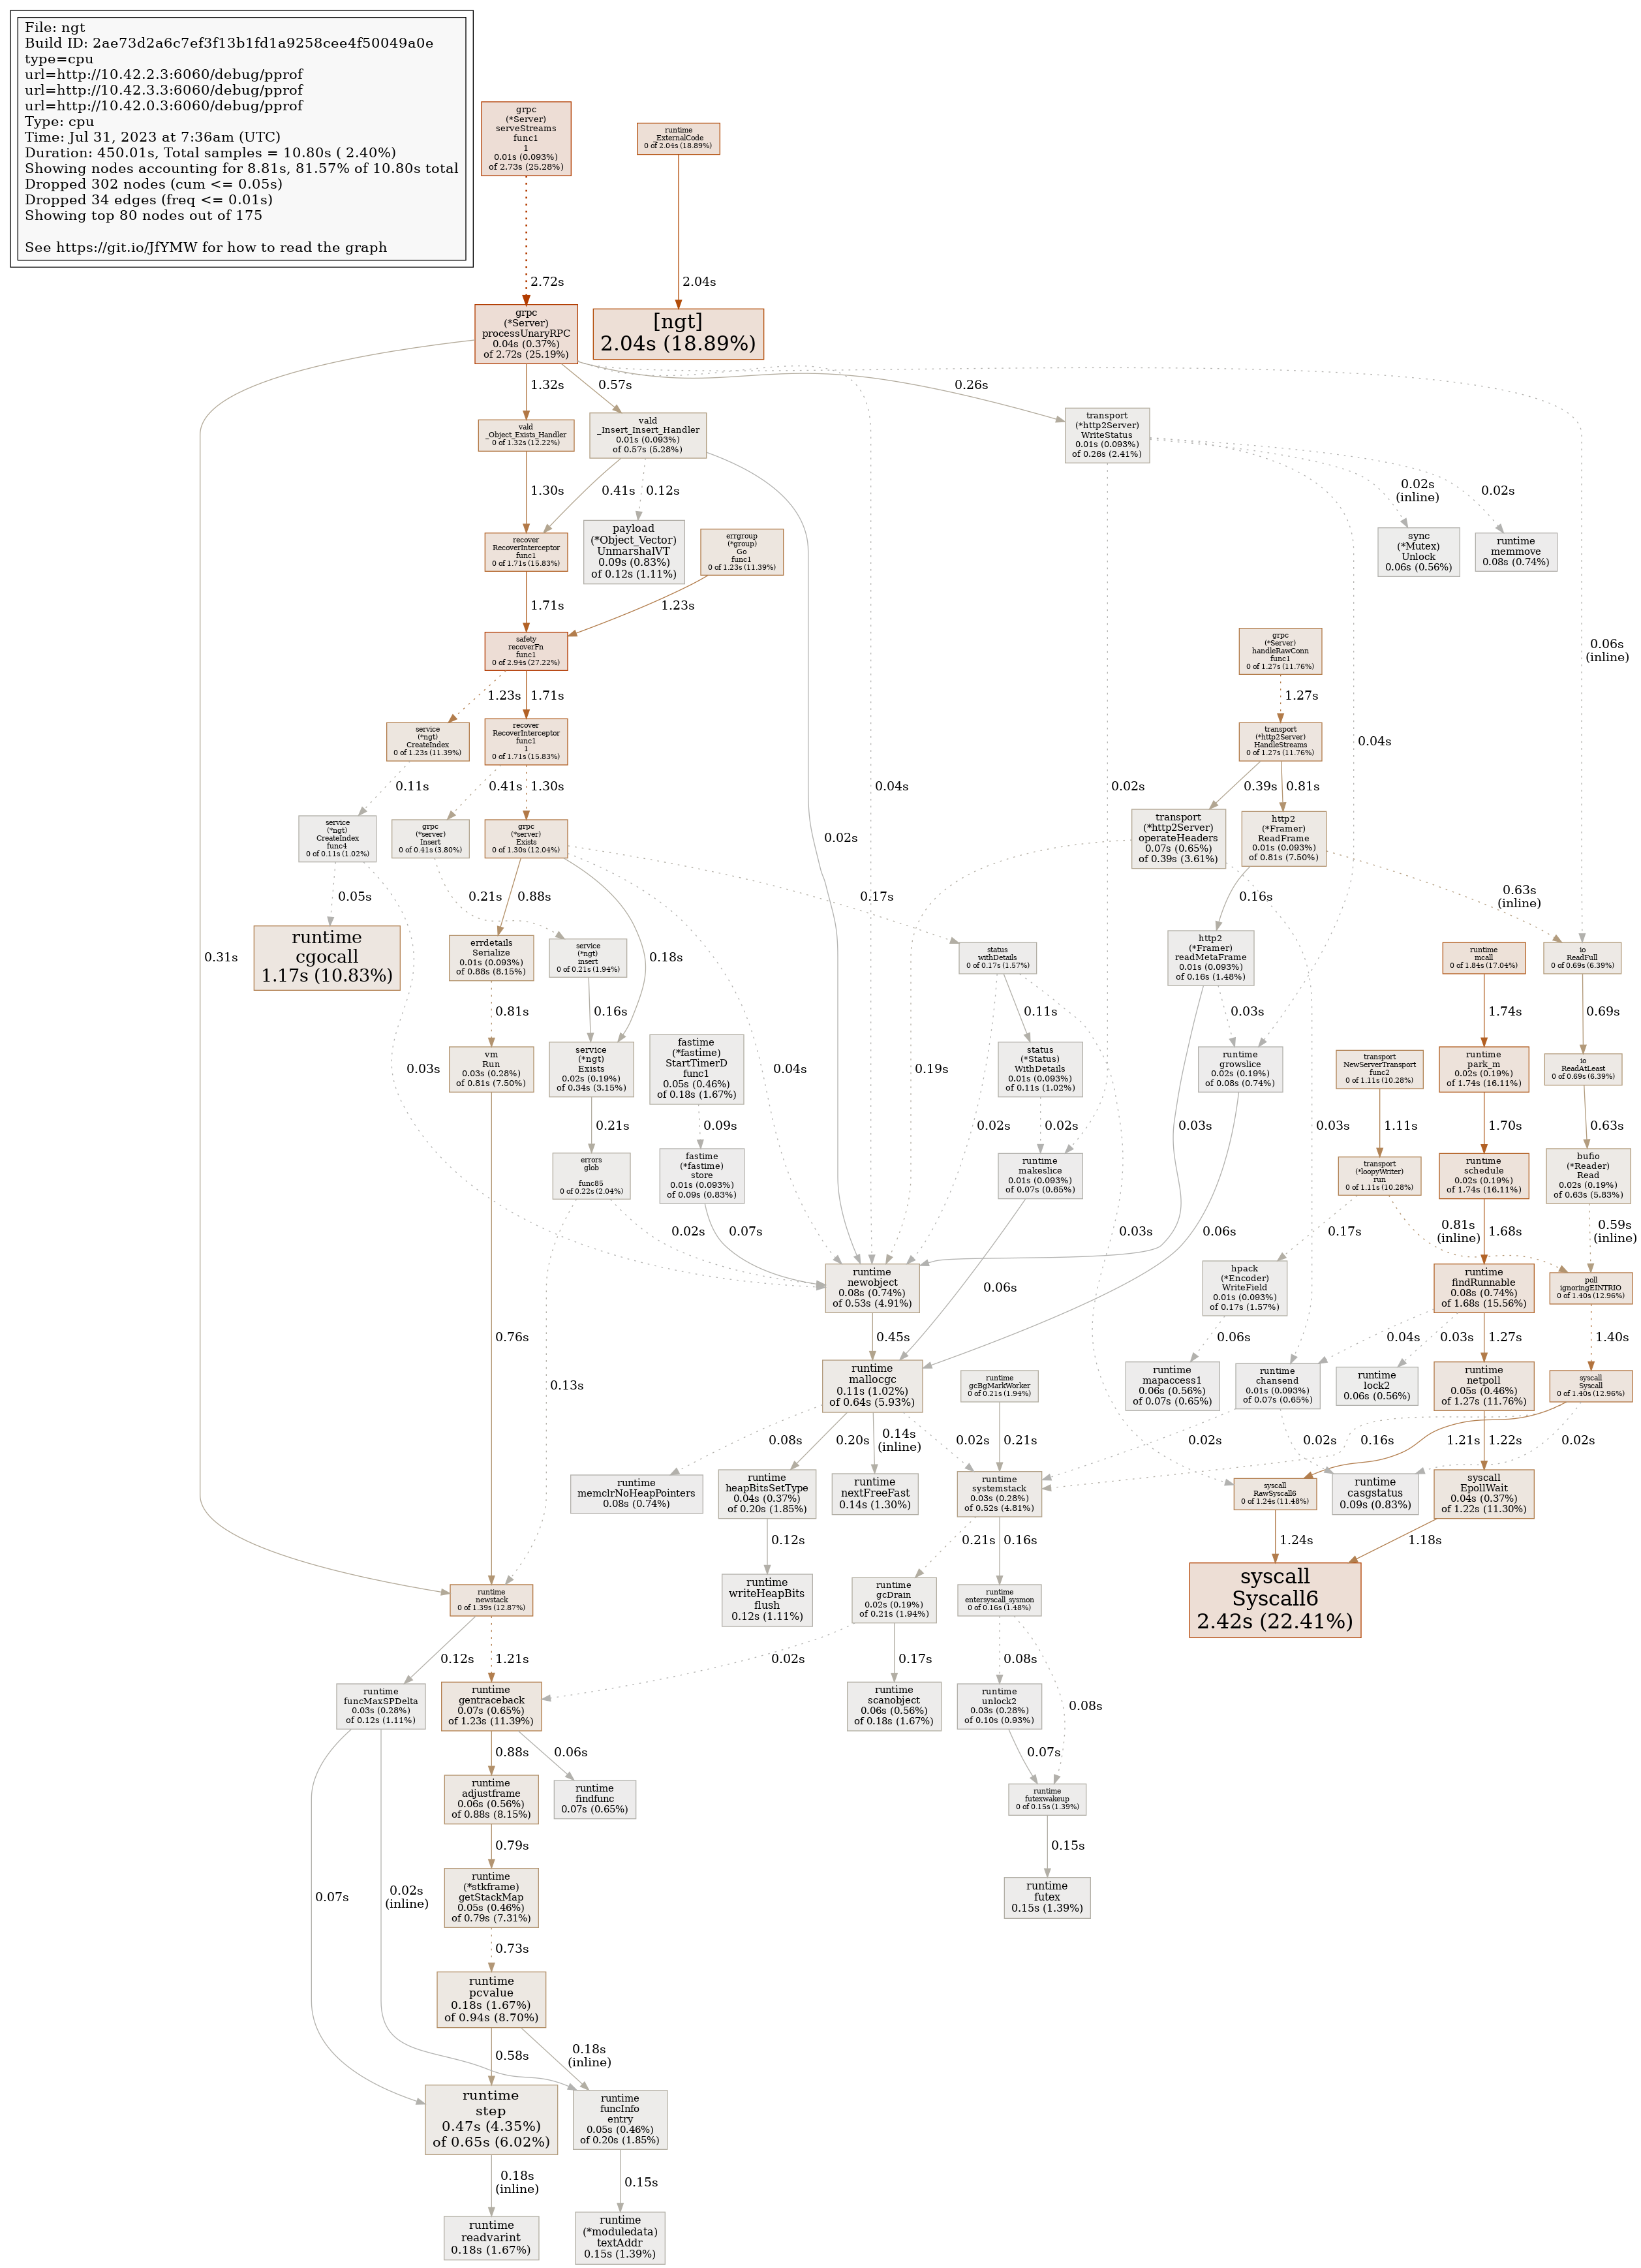 File: ngt
Build ID: 2ae73d2a6c7ef3f13b1fd1a9258cee4f50049a0e
type=cpu
url=http://10.42.2.3:6060/debug/pprof
url=http://10.42.3.3:6060/debug/pprof
url=http://10.42.0.3:6060/debug/pprof
Type: cpu
Time: Jul 31, 2023 at 7:36am (UTC)
Duration: 450.01s, Total samples = 10.80s ( 2.40%)
Showing nodes accounting for 8.81s, 81.57% of 10.80s total
Dropped 302 nodes (cum <= 0.05s)
Dropped 34 edges (freq <= 0.01s)
Showing top 80 nodes out of 175
See https://git.io/JfYMW for how to read the graph
grpc
(*Server)
serveStreams
func1
1
0.01s (0.093%)
of 2.73s (25.28%)
runtime
_ExternalCode
0 of 2.04s (18.89%)
2.72s
2.04s
grpc
(*Server)
processUnaryRPC
0.04s (0.37%)
of 2.72s (25.19%)
[ngt]
2.04s (18.89%)
1.32s
0.57s
0.26s
vald
_Object_Exists_Handler
0 of 1.32s (12.22%)
vald
_Insert_Insert_Handler
0.01s (0.093%)
of 0.57s (5.28%)
transport
(*http2Server)
WriteStatus
0.01s (0.093%)
of 0.26s (2.41%)
1.30s
0.41s
0.12s
0.02s
(inline)
0.02s
recover
RecoverInterceptor
func1
0 of 1.71s (15.83%)
payload
(*Object_Vector)
UnmarshalVT
0.09s (0.83%)
of 0.12s (1.11%)
errgroup
(*group)
Go
func1
0 of 1.23s (11.39%)
sync
(*Mutex)
Unlock
0.06s (0.56%)
runtime
memmove
0.08s (0.74%)
1.71s
1.23s
safety
recoverFn
func1
0 of 2.94s (27.22%)
grpc
(*Server)
handleRawConn
func1
0 of 1.27s (11.76%)
0.06s
(inline)
1.23s
1.71s
1.27s
service
(*ngt)
CreateIndex
0 of 1.23s (11.39%)
recover
RecoverInterceptor
func1
1
0 of 1.71s (15.83%)
transport
(*http2Server)
HandleStreams
0 of 1.27s (11.76%)
0.04s
0.11s
0.41s
1.30s
0.04s
0.02s
0.39s
0.81s
service
(*ngt)
CreateIndex
func4
0 of 0.11s (1.02%)
grpc
(*server)
Insert
0 of 0.41s (3.80%)
grpc
(*server)
Exists
0 of 1.30s (12.04%)
0.02s
transport
(*http2Server)
operateHeaders
0.07s (0.65%)
of 0.39s (3.61%)
http2
(*Framer)
ReadFrame
0.01s (0.093%)
of 0.81s (7.50%)
0.05s
0.21s
0.88s
0.17s
0.16s
0.63s
(inline)
runtime
cgocall
1.17s (10.83%)
0.31s
errdetails
Serialize
0.01s (0.093%)
of 0.88s (8.15%)
service
(*ngt)
insert
0 of 0.21s (1.94%)
0.18s
status
withDetails
0 of 0.17s (1.57%)
http2
(*Framer)
readMetaFrame
0.01s (0.093%)
of 0.16s (1.48%)
runtime
mcall
0 of 1.84s (17.04%)
io
ReadFull
0 of 0.69s (6.39%)
0.81s
0.16s
0.11s
0.03s
1.74s
0.69s
0.03s
vm
Run
0.03s (0.28%)
of 0.81s (7.50%)
service
(*ngt)
Exists
0.02s (0.19%)
of 0.34s (3.15%)
fastime
(*fastime)
StartTimerD
func1
0.05s (0.46%)
of 0.18s (1.67%)
0.04s
0.19s
status
(*Status)
WithDetails
0.01s (0.093%)
of 0.11s (1.02%)
runtime
growslice
0.02s (0.19%)
of 0.08s (0.74%)
transport
NewServerTransport
func2
0 of 1.11s (10.28%)
runtime
park_m
0.02s (0.19%)
of 1.74s (16.11%)
io
ReadAtLeast
0 of 0.69s (6.39%)
0.21s
0.09s
0.02s
0.02s
0.03s
0.03s
1.11s
1.70s
0.63s
errors
glob
func85
0 of 0.22s (2.04%)
fastime
(*fastime)
store
0.01s (0.093%)
of 0.09s (0.83%)
runtime
makeslice
0.01s (0.093%)
of 0.07s (0.65%)
transport
(*loopyWriter)
run
0 of 1.11s (10.28%)
runtime
schedule
0.02s (0.19%)
of 1.74s (16.11%)
bufio
(*Reader)
Read
0.02s (0.19%)
of 0.63s (5.83%)
0.02s
0.07s
0.03s
0.06s
0.17s
0.81s
(inline)
1.68s
0.59s
(inline)
runtime
newobject
0.08s (0.74%)
of 0.53s (4.91%)
0.06s
hpack
(*Encoder)
WriteField
0.01s (0.093%)
of 0.17s (1.57%)
runtime
findRunnable
0.08s (0.74%)
of 1.68s (15.56%)
poll
ignoringEINTRIO
0 of 1.40s (12.96%)
0.76s
0.45s
0.06s
0.04s
0.03s
1.27s
1.40s
0.13s
runtime
mallocgc
0.11s (1.02%)
of 0.64s (5.93%)
runtime
gcBgMarkWorker
0 of 0.21s (1.94%)
runtime
mapaccess1
0.06s (0.56%)
of 0.07s (0.65%)
runtime
chansend
0.01s (0.093%)
of 0.07s (0.65%)
runtime
lock2
0.06s (0.56%)
runtime
netpoll
0.05s (0.46%)
of 1.27s (11.76%)
syscall
Syscall
0 of 1.40s (12.96%)
0.08s
0.20s
0.14s
(inline)
0.02s
0.21s
0.02s
0.02s
0.16s
1.21s
1.22s
0.02s
runtime
memclrNoHeapPointers
0.08s (0.74%)
runtime
heapBitsSetType
0.04s (0.37%)
of 0.20s (1.85%)
runtime
nextFreeFast
0.14s (1.30%)
runtime
systemstack
0.03s (0.28%)
of 0.52s (4.81%)
syscall
RawSyscall6
0 of 1.24s (11.48%)
runtime
casgstatus
0.09s (0.83%)
syscall
EpollWait
0.04s (0.37%)
of 1.22s (11.30%)
0.12s
0.21s
0.16s
1.24s
1.18s
runtime
newstack
0 of 1.39s (12.87%)
runtime
writeHeapBits
flush
0.12s (1.11%)
runtime
gcDrain
0.02s (0.19%)
of 0.21s (1.94%)
runtime
entersyscall_sysmon
0 of 0.16s (1.48%)
syscall
Syscall6
2.42s (22.41%)
0.12s
1.21s
0.02s
0.17s
0.08s
0.08s
runtime
funcMaxSPDelta
0.03s (0.28%)
of 0.12s (1.11%)
runtime
gentraceback
0.07s (0.65%)
of 1.23s (11.39%)
runtime
scanobject
0.06s (0.56%)
of 0.18s (1.67%)
runtime
unlock2
0.03s (0.28%)
of 0.10s (0.93%)
0.88s
0.06s
0.07s
runtime
adjustframe
0.06s (0.56%)
of 0.88s (8.15%)
runtime
findfunc
0.07s (0.65%)
runtime
futexwakeup
0 of 0.15s (1.39%)
0.79s
0.15s
0.07s
0.02s
(inline)
runtime
(*stkframe)
getStackMap
0.05s (0.46%)
of 0.79s (7.31%)
runtime
futex
0.15s (1.39%)
0.73s
runtime
pcvalue
0.18s (1.67%)
of 0.94s (8.70%)
0.58s
0.18s
(inline)
runtime
step
0.47s (4.35%)
of 0.65s (6.02%)
runtime
funcInfo
entry
0.05s (0.46%)
of 0.20s (1.85%)
0.18s
(inline)
0.15s
runtime
readvarint
0.18s (1.67%)
runtime
(*moduledata)
textAddr
0.15s (1.39%)